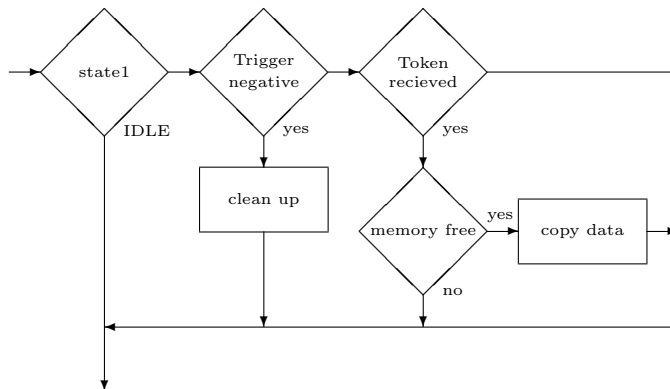 state1
Trigger
negative
Token
recieved
IDLE
yes
yes
clean up
memory free
yes
copy data
no